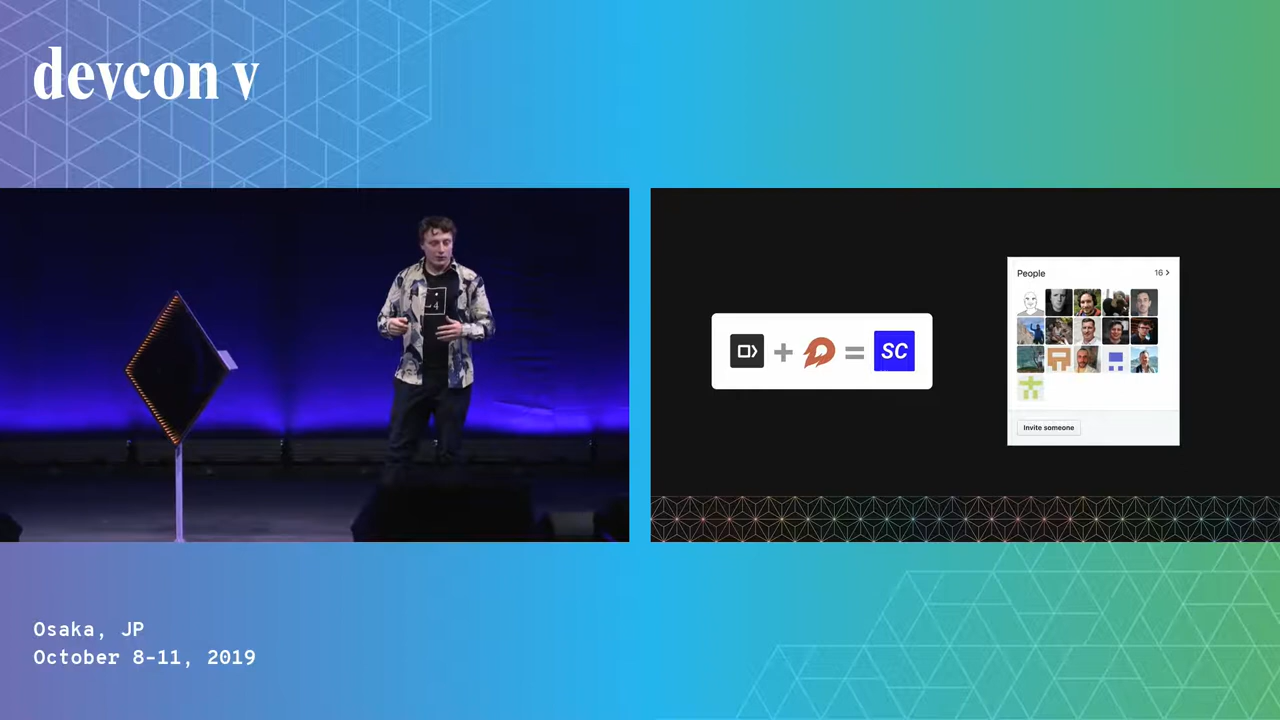 devcon v
People
16
SC
Invite someone
Osaka, JP
October 8-11, 2019